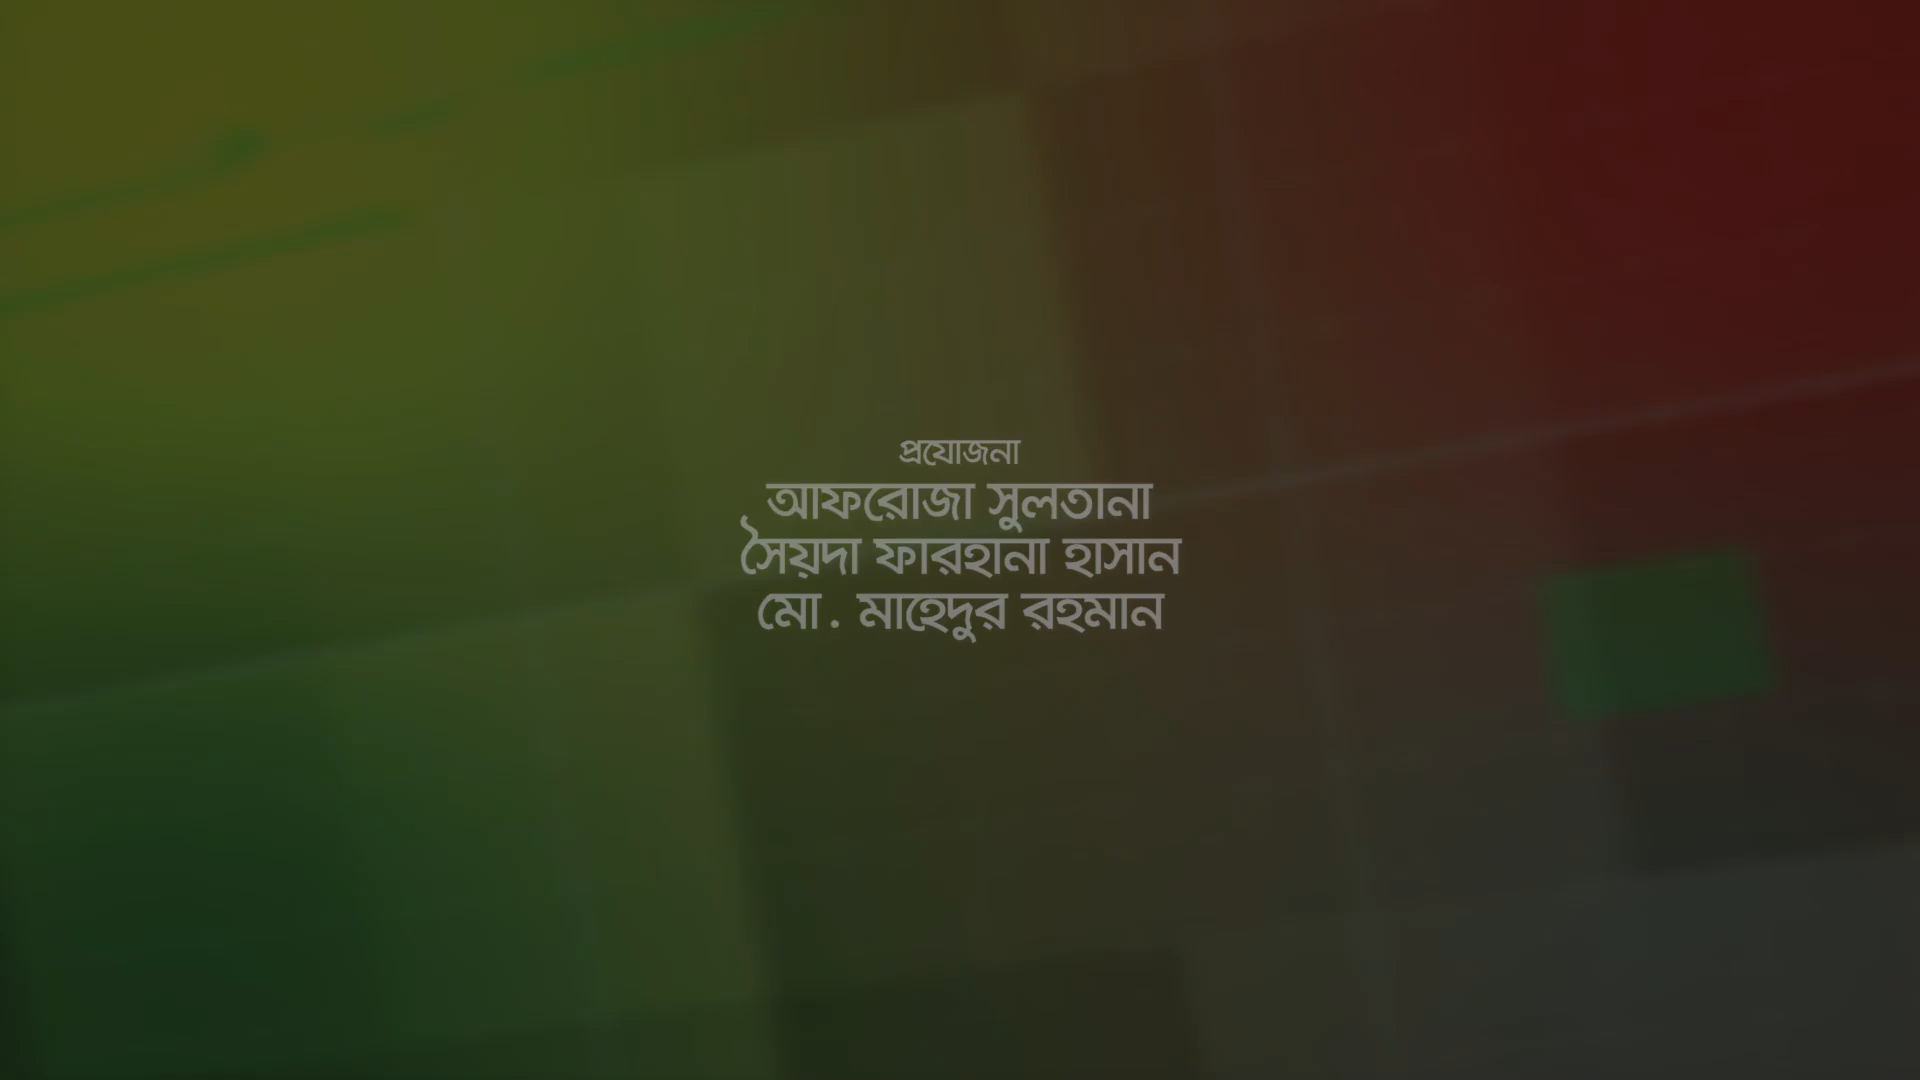 প্রযোজনা
আফরোজা সুলতানা
সৈয়দা ফারহানা হাসান
মো. মাহেদুর রহমান